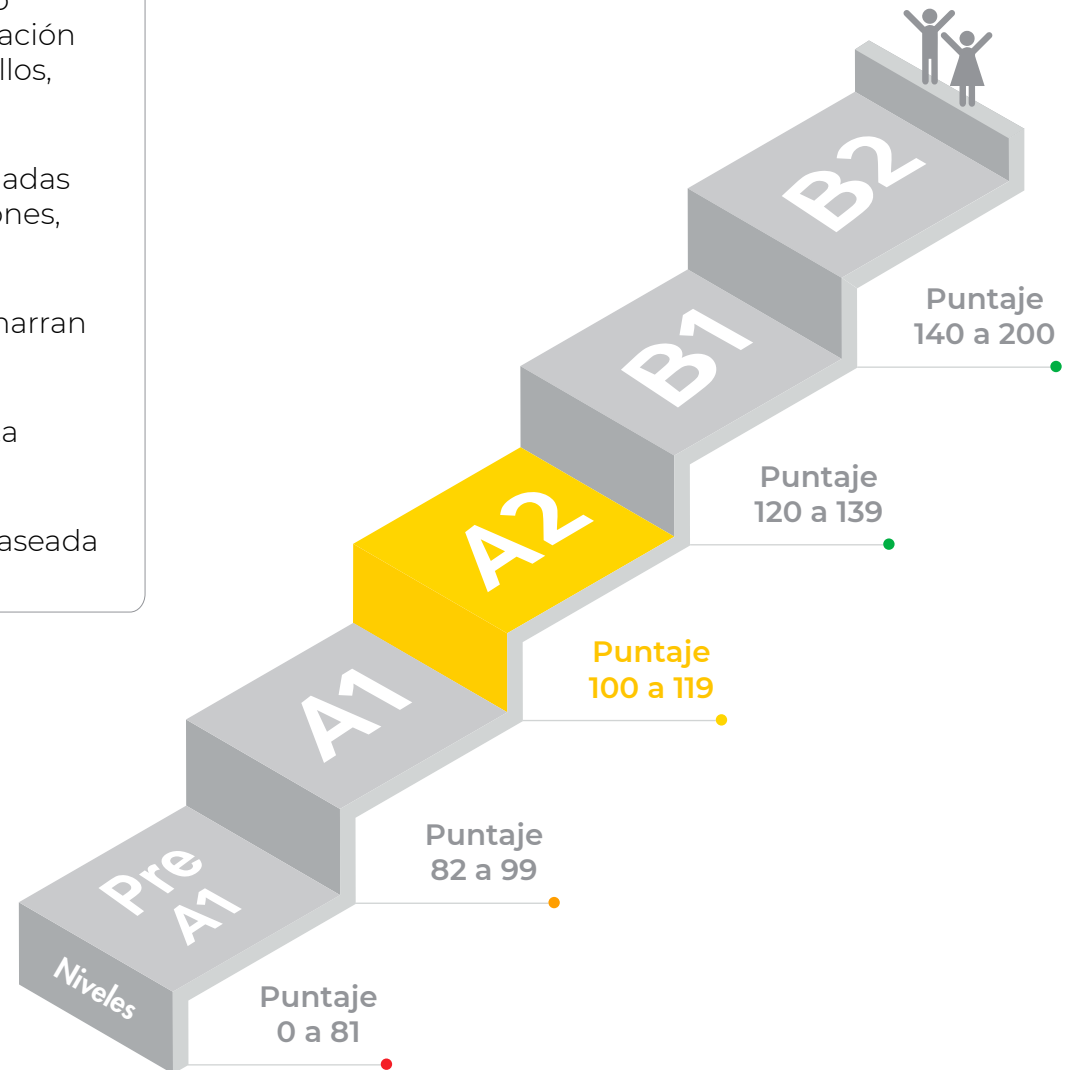 ación
llos,
adas
ones,
narran
a
aseada
B2
Puntaje
140 a 200
B1
Puntaje
120 a 139
A2
Puntaje
100 a 119
A1
Puntaje
82 a 99
Pre
A1
Niveles
Puntaje
0 a 81